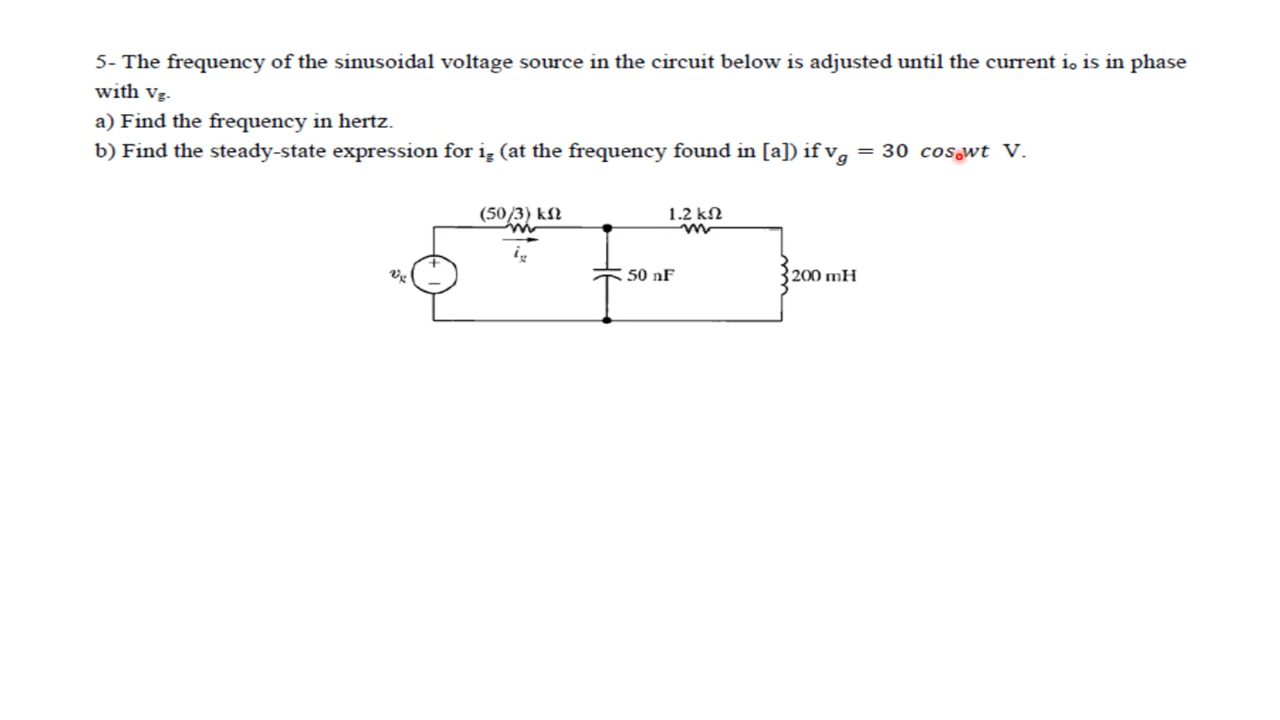 5- The frequency of the sinusoidal voltage source in the circuit below is adjusted until the current iₒ is in phase
with vg.
a) Find the frequency in hertz.
b) Find the steady-state expression for ig (at the frequency found in [a]) if vg = 30 cos wt V.
(50/3) kΩ 1.2 kΩ
ig
vg + − 50 nF 200 mH